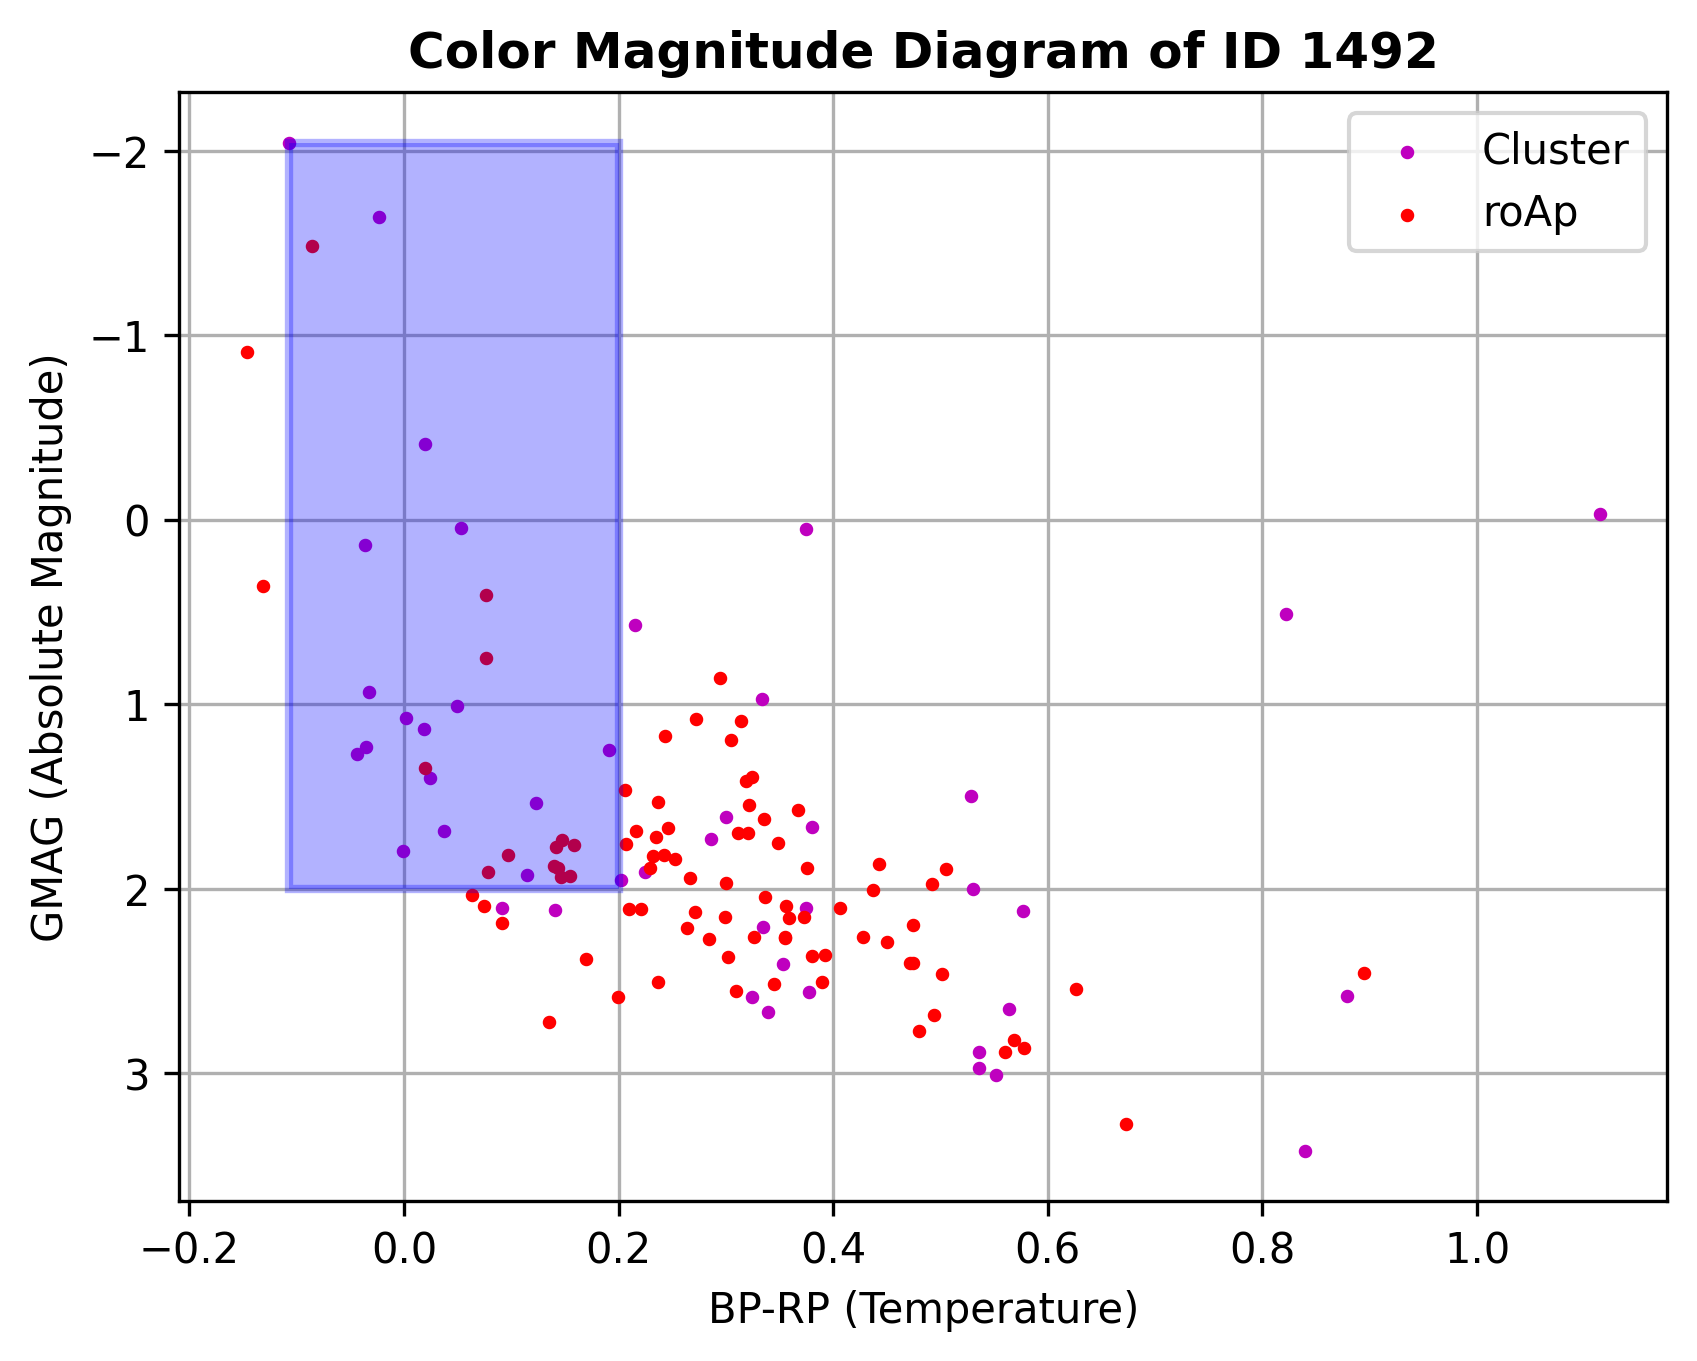 Color Magnitude Diagram of ID 1492
Cluster
roAp
−2
−1
0
1
2
3
GMAG (Absolute Magnitude)
−0.2 0.0 0.2 0.4 0.6 0.8 1.0
BP-RP (Temperature)